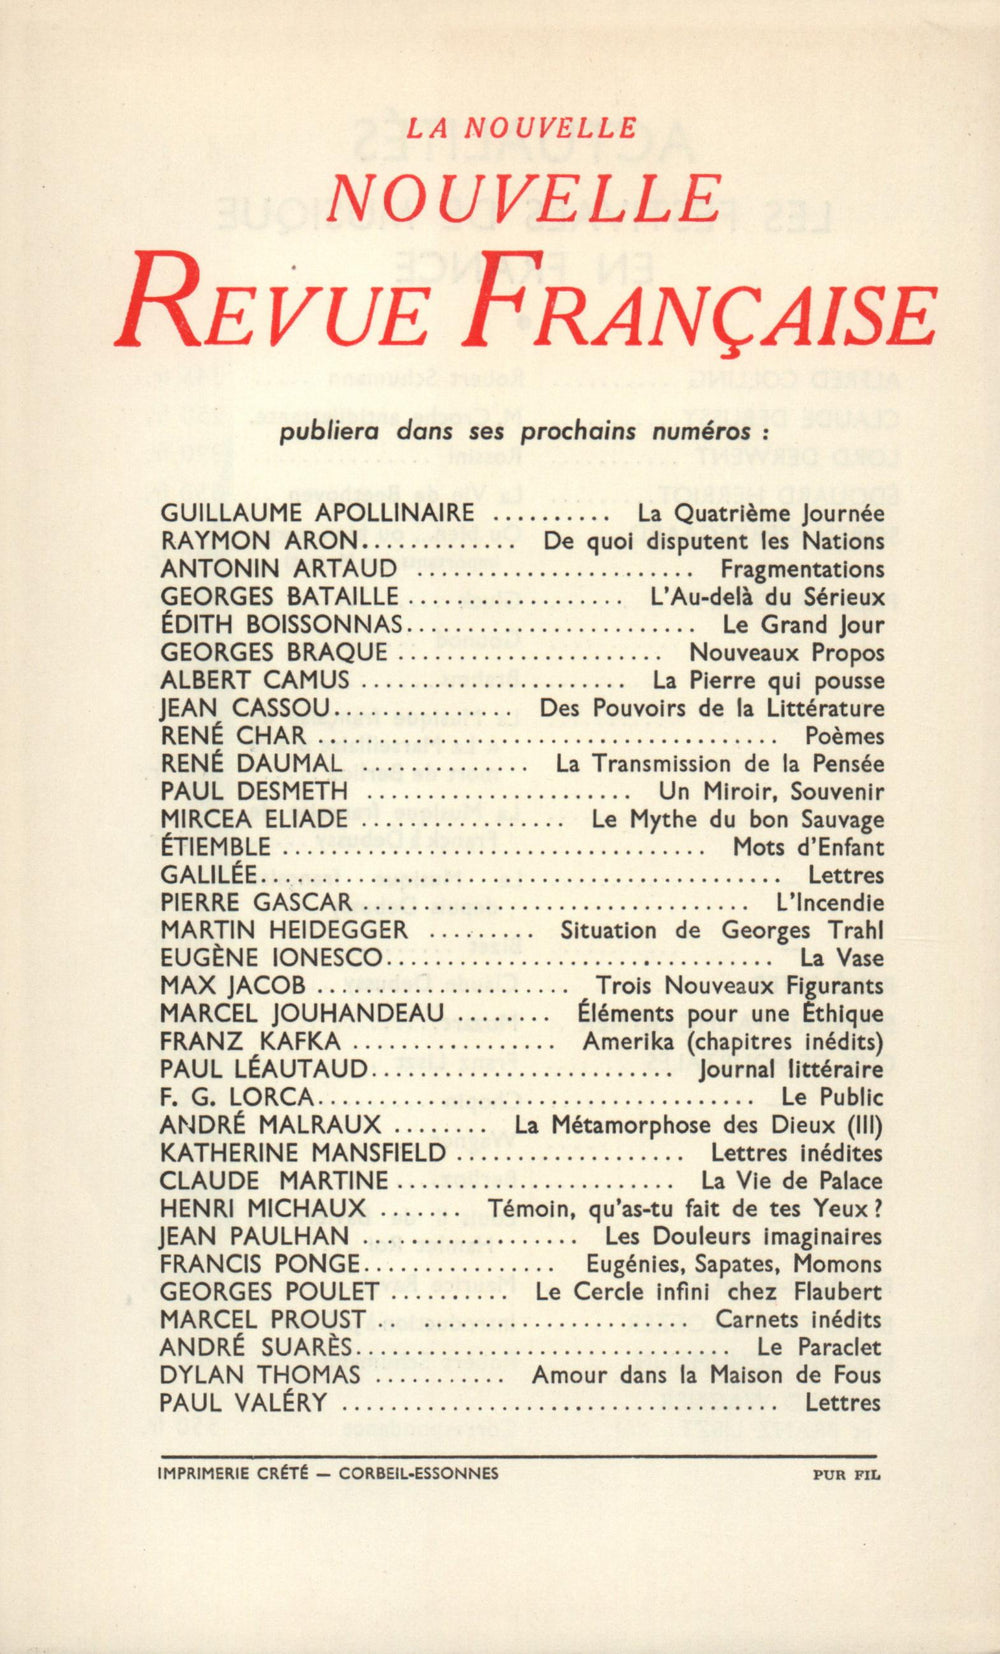 LA NOUVELLE
NOUVELLE
REVUE FRANÇAISE
publiera dans ses prochains numéros :
GUILLAUME APOLLINAIRE .......... La Quatrième Journée
RAYMON ARON............. De quoi disputent les Nations
ANTONIN ARTAUD ........................ Fragmentations
GEORGES BATAILLE ................... L'Au-delà du Sérieux
ÉDITH BOISSONNAS......................... Le Grand Jour
GEORGES BRAQUE ....................... Nouveaux Propos
ALBERT CAMUS ....................... La Pierre qui pousse
JEAN CASSOU................ Des Pouvoirs de la Littérature
RENÉ CHAR ........................................ Poèmes
RENÉ DAUMAL ................ La Transmission de la Pensée
PAUL DESMETH ....................... Un Miroir, Souvenir
MIRCEA ELIADE .................. Le Mythe du bon Sauvage
ÉTIEMBLE ..................................... Mots d'Enfant
GALILÉE............................................. Lettres
PIERRE GASCAR.................................. L'Incendie
MARTIN HEIDEGGER ......... Situation de Georges Trahl
EUGÈNE IONESCO.................................. La Vase
MAX JACOB ...................... Trois Nouveaux Figurants
MARCEL JOUHANDEAU ........ Éléments pour une Éthique
FRANZ KAFKA .................. Amerika (chapitres inédits)
PAUL LÉAUTAUD.......................... Journal littéraire
F. G. LORCA...................................... Le Public
ANDRÉ MALRAUX ........ La Métamorphose des Dieux (III)
KATHERINE MANSFIELD .................... Lettres inédites
CLAUDE MARTINE ........................ La Vie de Palace
HENRI MICHAUX ....... Témoin, qu'as-tu fait de tes Yeux ?
JEAN PAULHAN ................... Les Douleurs imaginaires
FRANCIS PONGE................. Eugénies, Sapates, Momons
GEORGES POULET .......... Le Cercle infini chez Flaubert
MARCEL PROUST ............................ Carnets inédits
ANDRÉ SUARÈS................................. Le Paraclet
DYLAN THOMAS ........... Amour dans la Maison de Fous
PAUL VALÉRY ...................................... Lettres
IMPRIMERIE CRÉTÉ — CORBEIL-ESSONNES PUR FIL